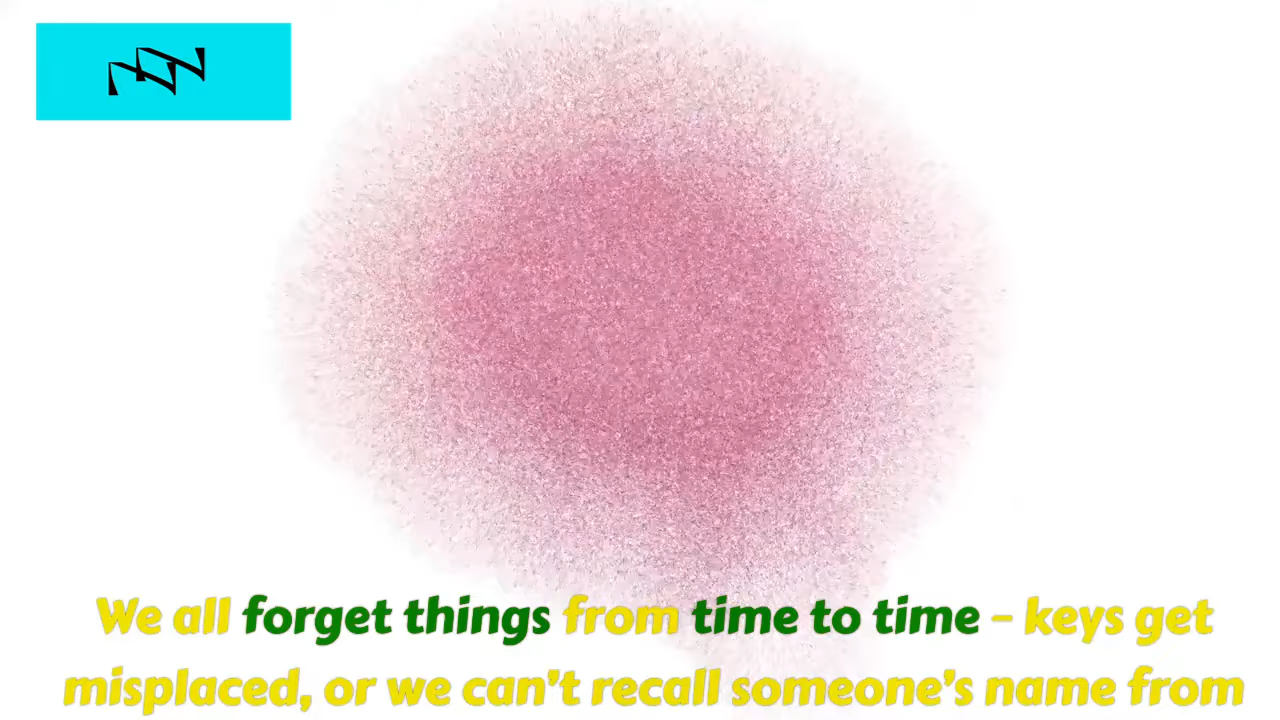 We all forget things from time to time – keys get
misplaced, or we can’t recall someone’s name from